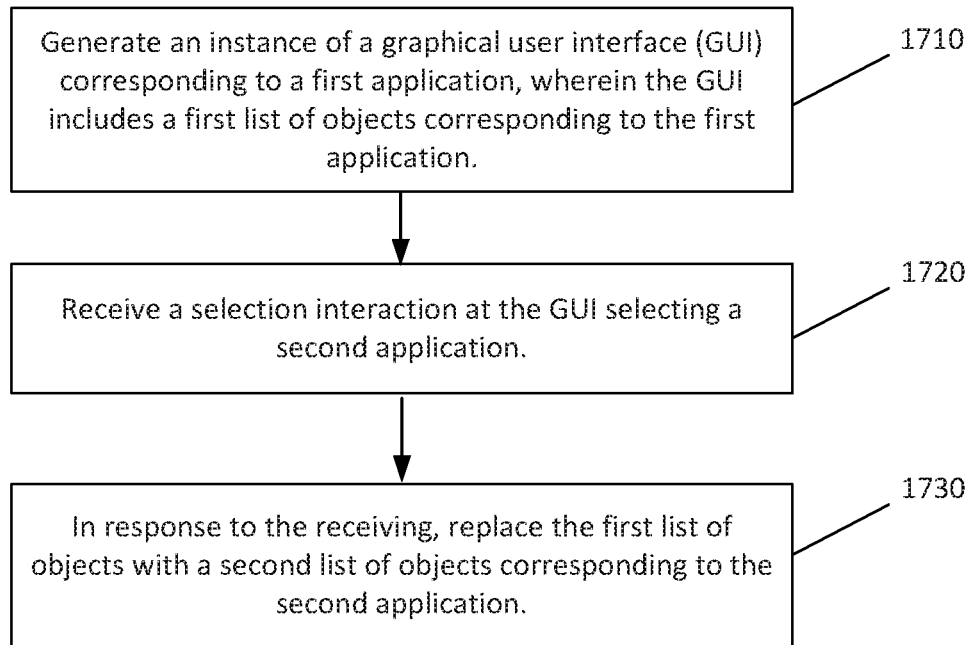 Generate an instance of a graphical user interface (GUI)
corresponding to a first application, wherein the GUI
includes a first list of objects corresponding to the first
application.
1710
Receive a selection interaction at the GUI selecting a
second application.
1720
In response to the receiving, replace the first list of
objects with a second list of objects corresponding to the
second application.
1730